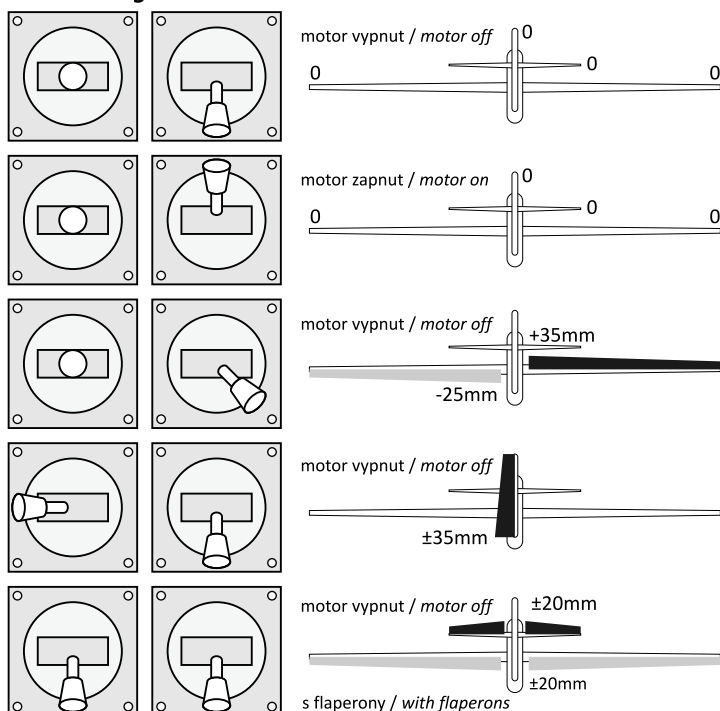 motor vypnut / motor off
0
0
0
0
motor zapnut / motor on
0
0
0
0
motor vypnut / motor off
+35mm
-25mm
motor vypnut / motor off
±35mm
motor vypnut / motor off
±20mm
±20mm
s flaperony / with flaperons